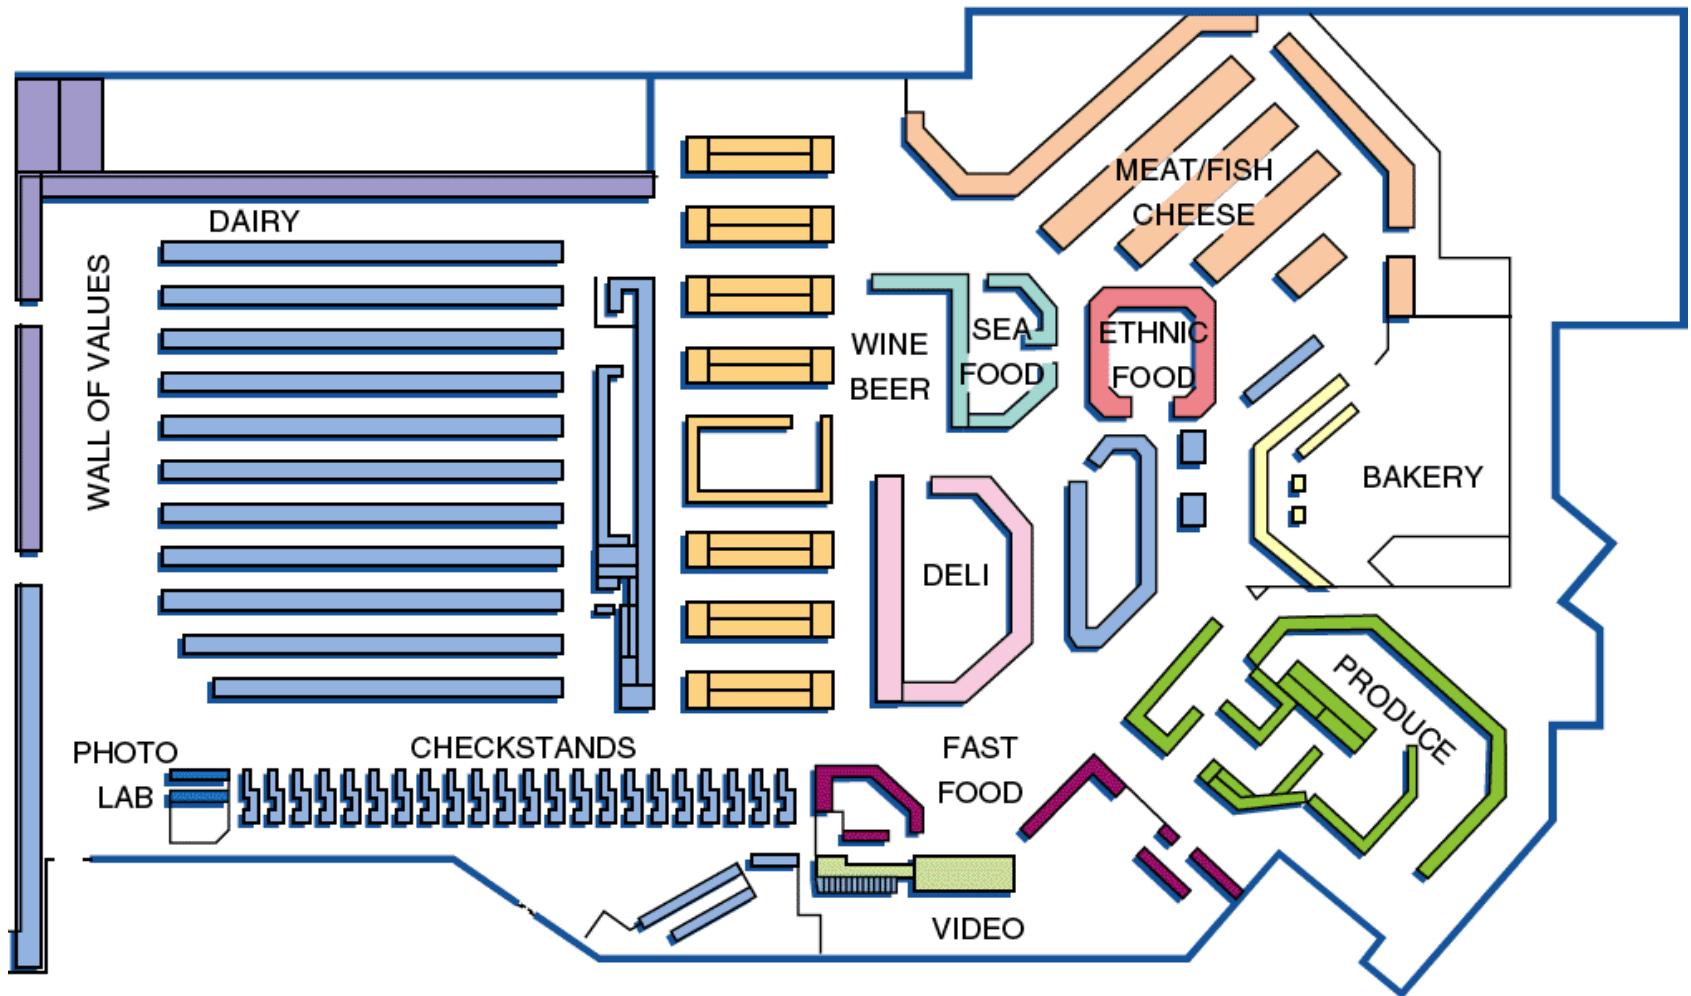 DAIRY
WALL OF VALUES
MEAT/FISH
CHEESE
WINE
BEER
SEA
FOOD
ETHNIC
FOOD
BAKERY
DELI
PRODUCE
PHOTO
LAB
CHECKSTANDS
FAST
FOOD
VIDEO